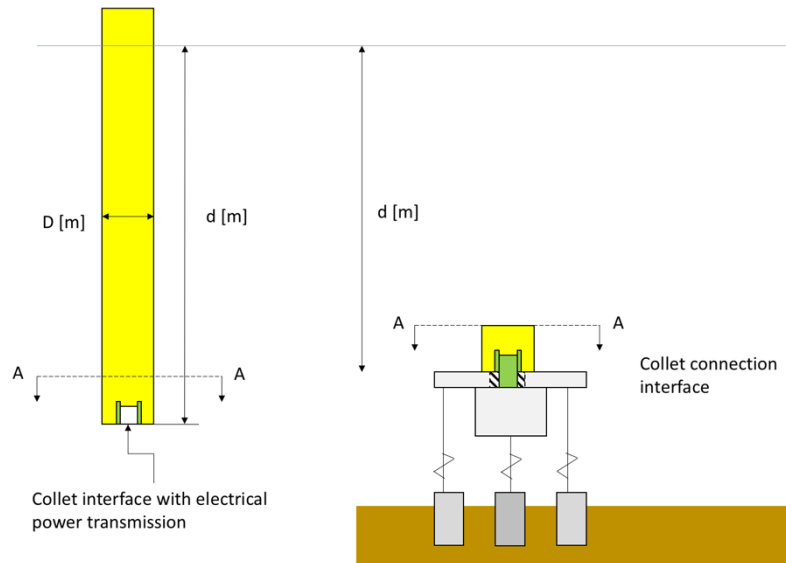 D [m]
d [m]
d [m]
A
A
A
A
Collet connection
interface
Collet interface with electrical
power transmission